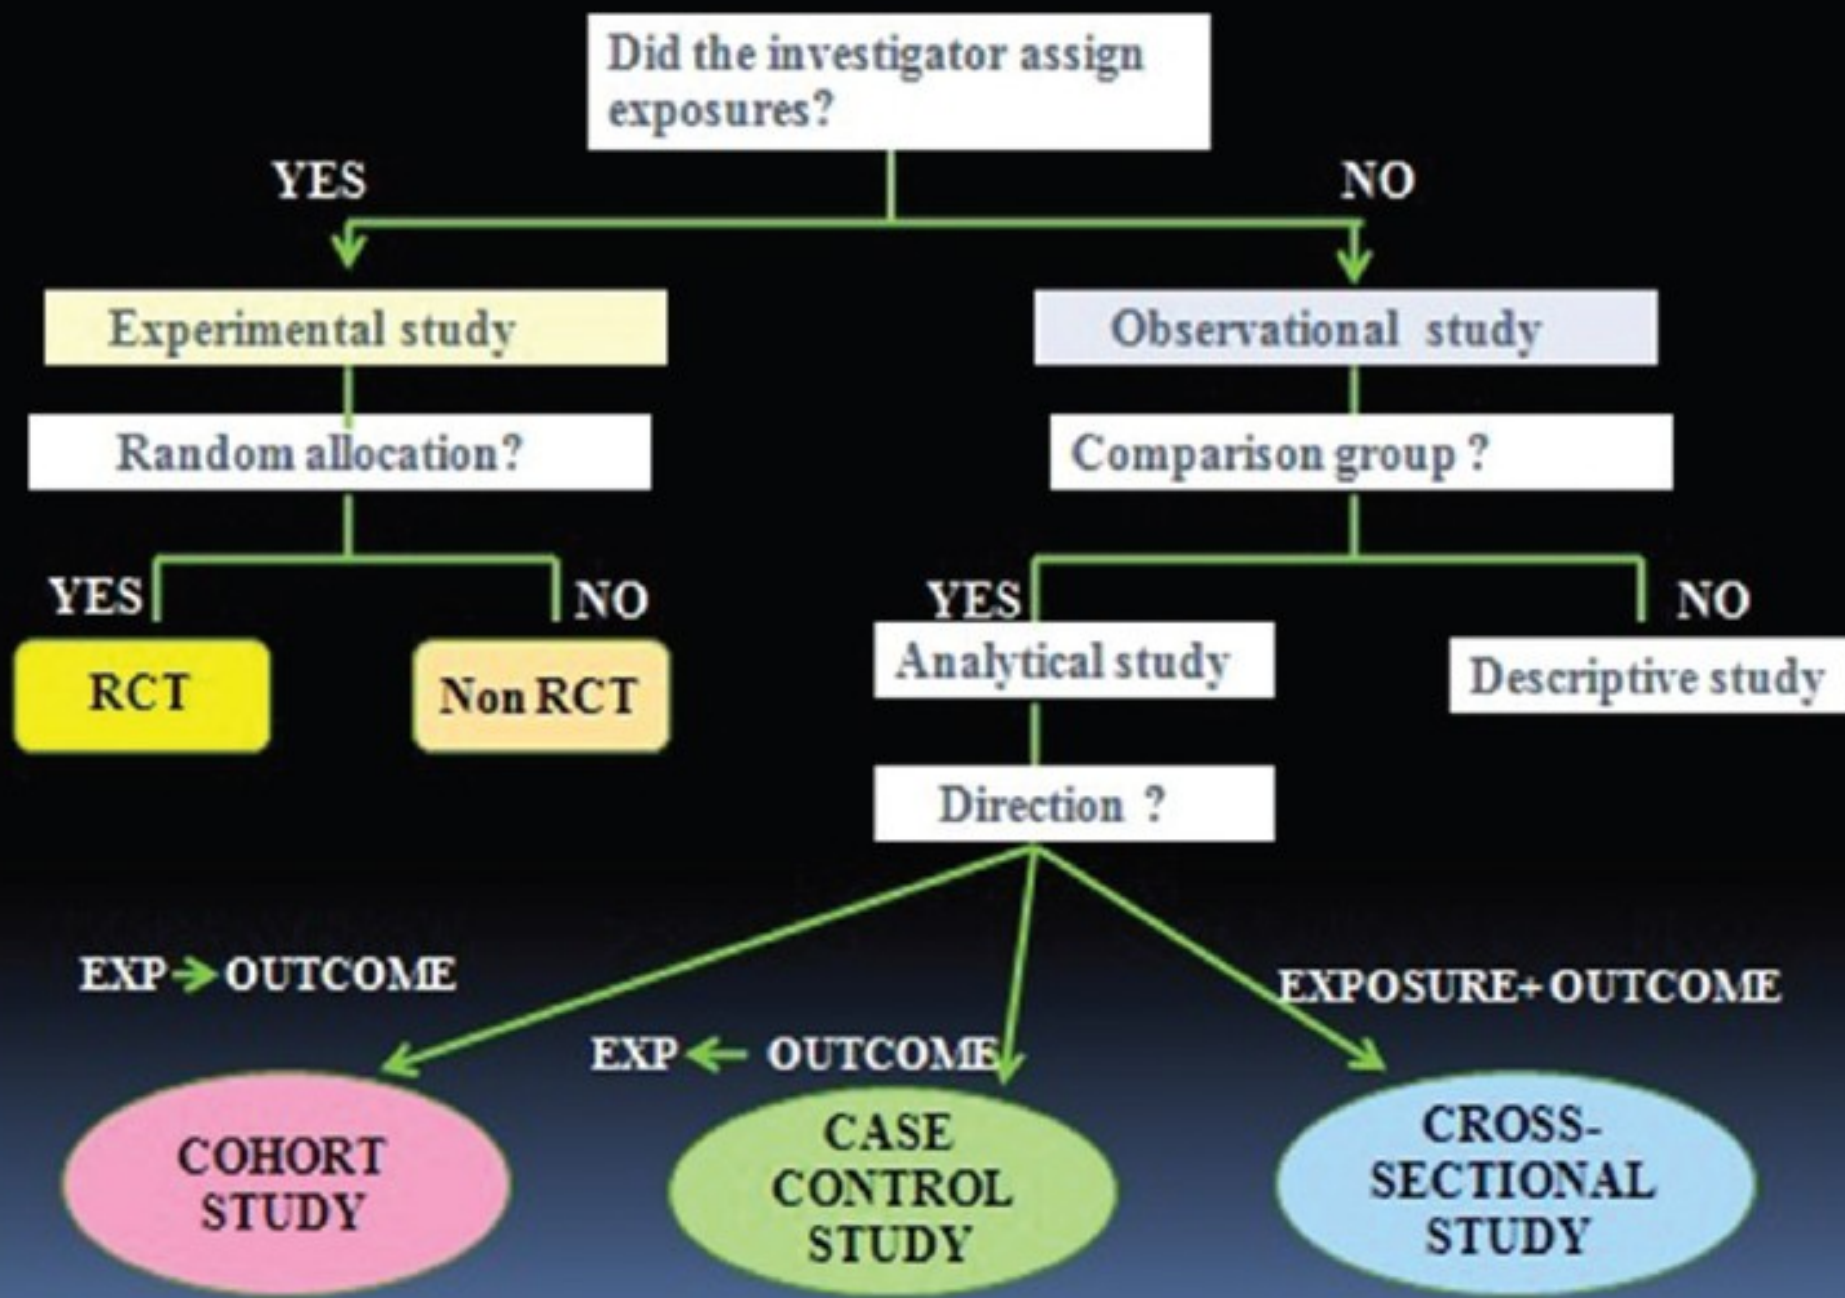 Did the investigator assign
exposures?
YES
NO
Experimental study
Observational study
Random allocation?
Comparison group ?
YES
NO
YES
NO
RCT
Non RCT
Analytical study
Descriptive study
Direction ?
EXP→OUTCOME
EXPOSURE+OUTCOME
EXP← OUTCOME
COHORT
STUDY
CASE
CONTROL
STUDY
CROSS-
SECTIONAL
STUDY